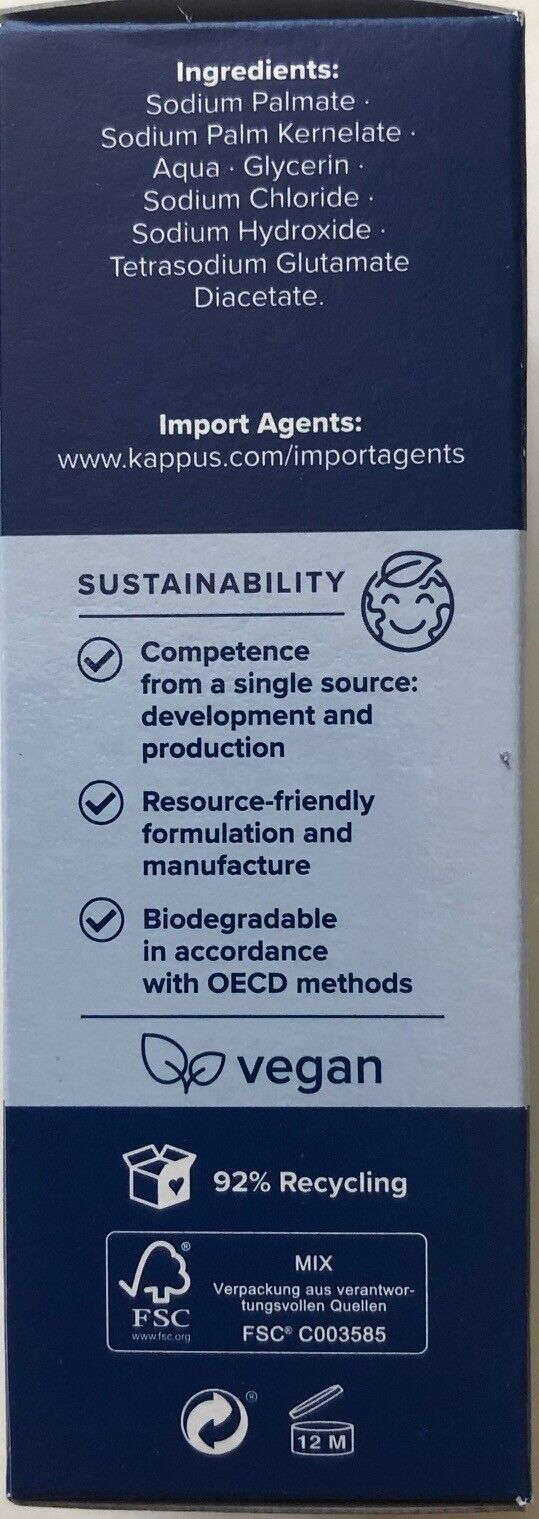 Ingredients:
Sodium Palmate ·
Sodium Palm Kernelate ·
Aqua · Glycerin ·
Sodium Chloride ·
Sodium Hydroxide ·
Tetrasodium Glutamate
Diacetate.
Import Agents:
www.kappus.com/importagents
SUSTAINABILITY
Competence
from a single source:
development and
production
Resource-friendly
formulation and
manufacture
Biodegradable
in accordance
with OECD methods
vegan
92% Recycling
MIX
Verpackung aus verantwor-
tungsvollen Quellen
FSC® C003585
®
FSC
www.fsc.org
®
12 M